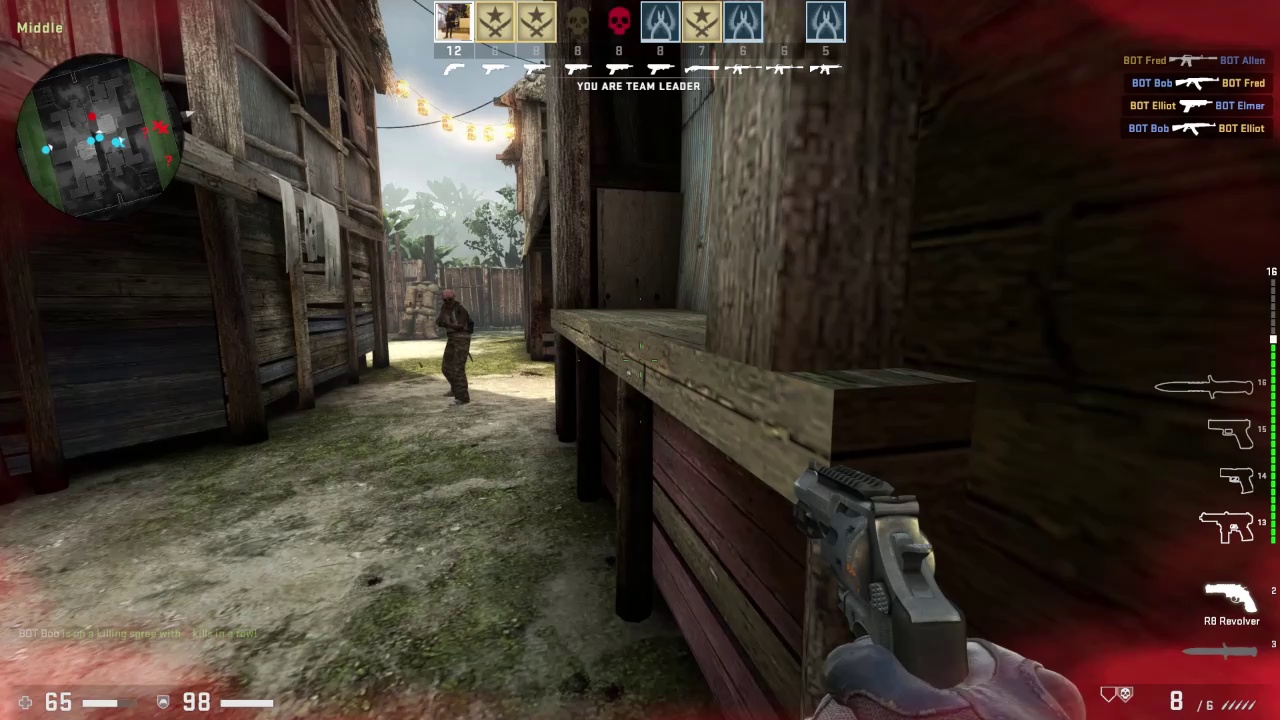 Middle
12 8 8 8 8 8 7 6 6 5
YOU ARE TEAM LEADER
BOT Fred BOT Allen
BOT Bob BOT Fred
BOT Elliot BOT Elmer
BOT Bob BOT Elliot
16
16
15
14
13
2
R8 Revolver
3
BOT Bob is on a killing spree with kills in a row!
65 98
8 / 6